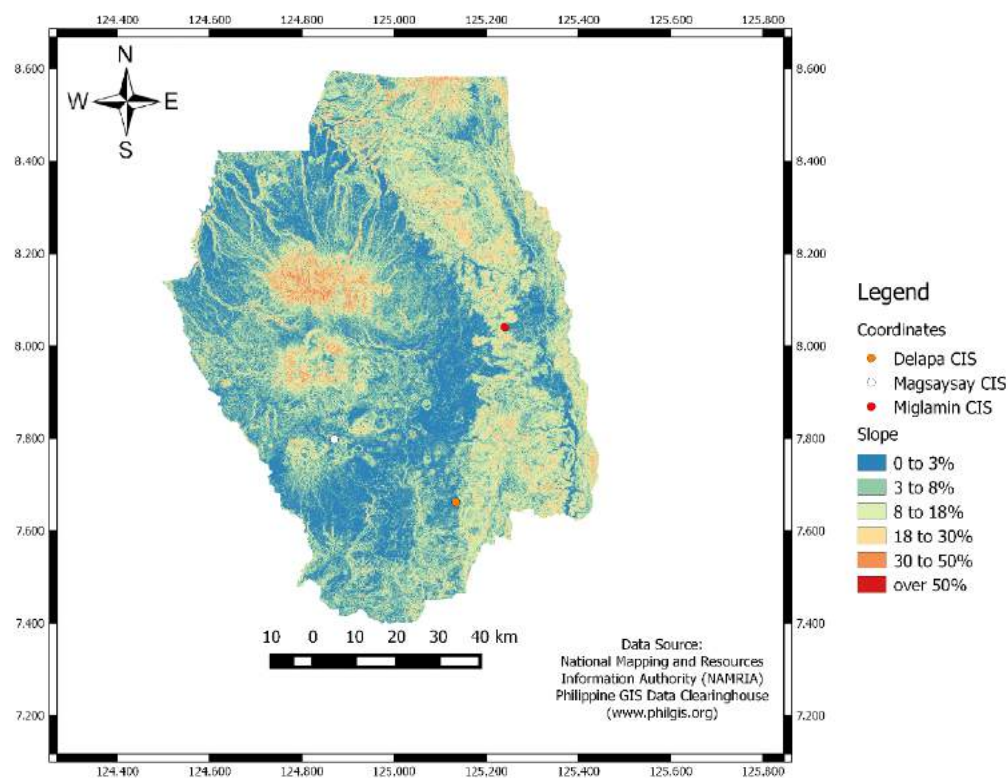 124.400 124.600 124.800 125.000 125.200 125.400 125.600 125.800
8.600 8.600
8.400 8.400
8.200 8.200
8.000 8.000
7.800 7.800
7.600 7.600
7.400 7.400
7.200 7.200
N
W E
S
Legend
Coordinates
Delapa CIS
Magsaysay CIS
Miglamin CIS
Slope
0 to 3%
3 to 8%
8 to 18%
18 to 30%
30 to 50%
over 50%
10 0 10 20 30 40 km
Data Source:
National Mapping and Resources
Information Authority (NAMRIA)
Philippine GIS Data Clearinghouse
(www.philgis.org)
124.400 124.600 124.800 125.000 125.200 125.400 125.600 125.800